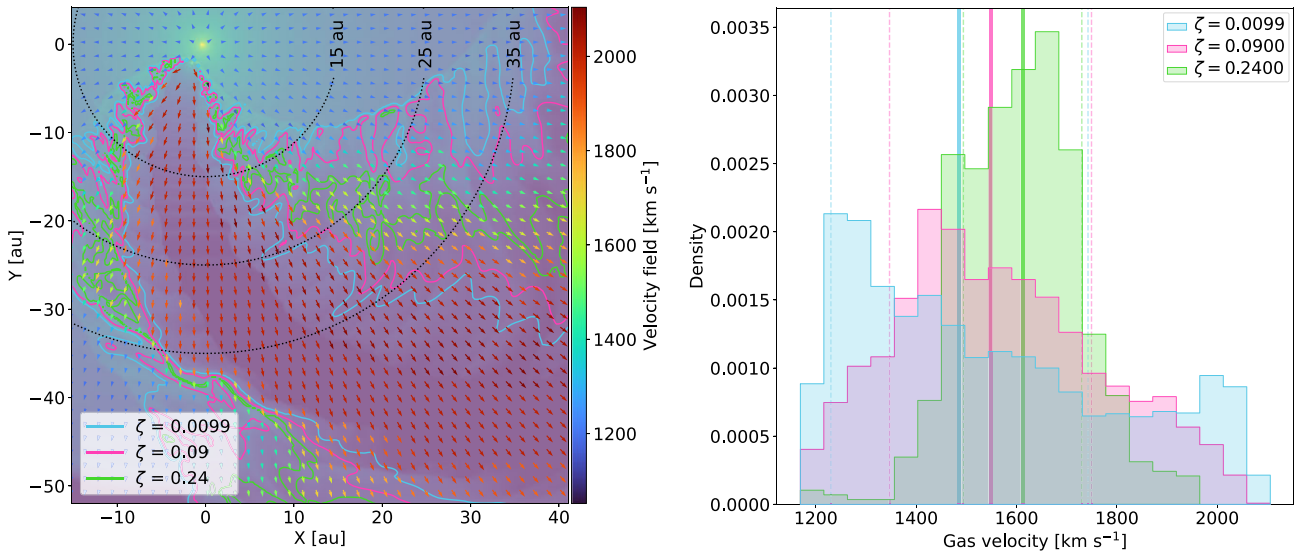 0
−10
−20
−30
−40
−50
Y [au]
−10
0
10
20
30
40
X [au]
15 au
25 au
35 au
ζ = 0.0099
ζ = 0.09
ζ = 0.24
2000
1800
1600
1400
1200
Velocity field [km s⁻¹]
0.0035
0.0030
0.0025
0.0020
0.0015
0.0010
0.0005
0.0000
Density
1200
1400
1600
1800
2000
Gas velocity [km s⁻¹]
ζ = 0.0099
ζ = 0.0900
ζ = 0.2400